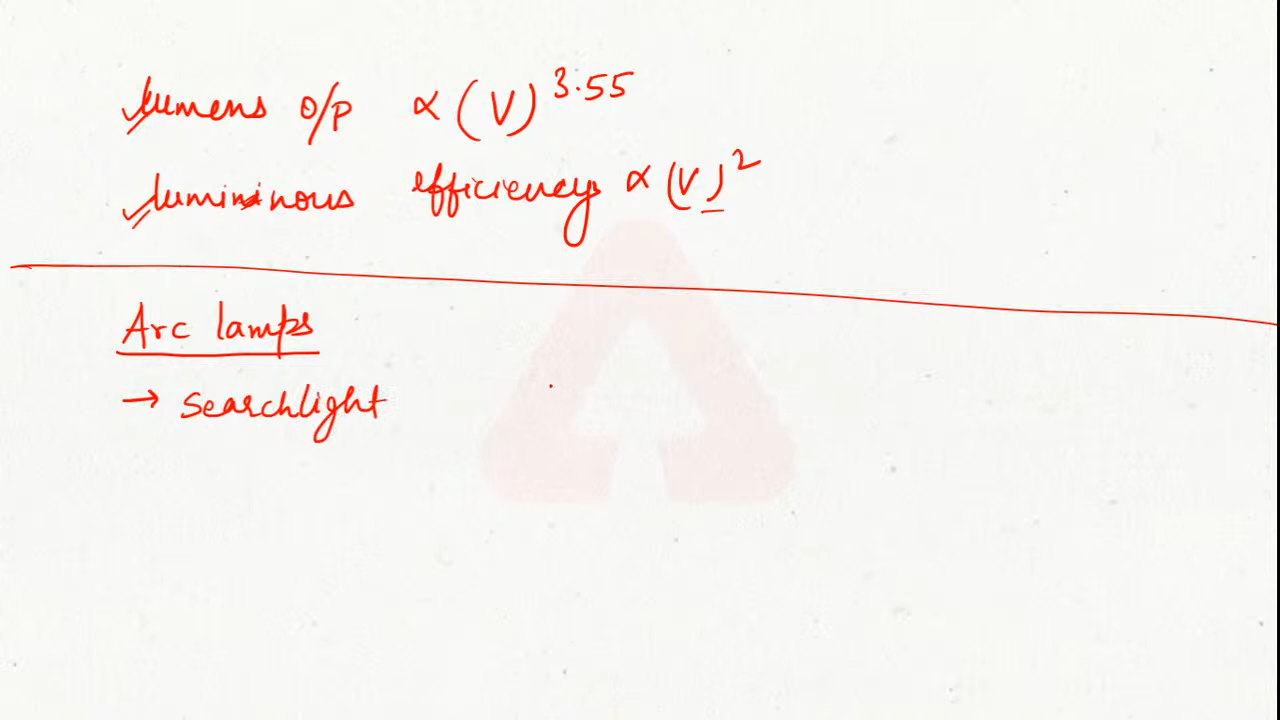 lumens o/p ∝ (V)^3.55
luminous efficiency ∝ (V)^2
Arc lamps
→ Searchlight